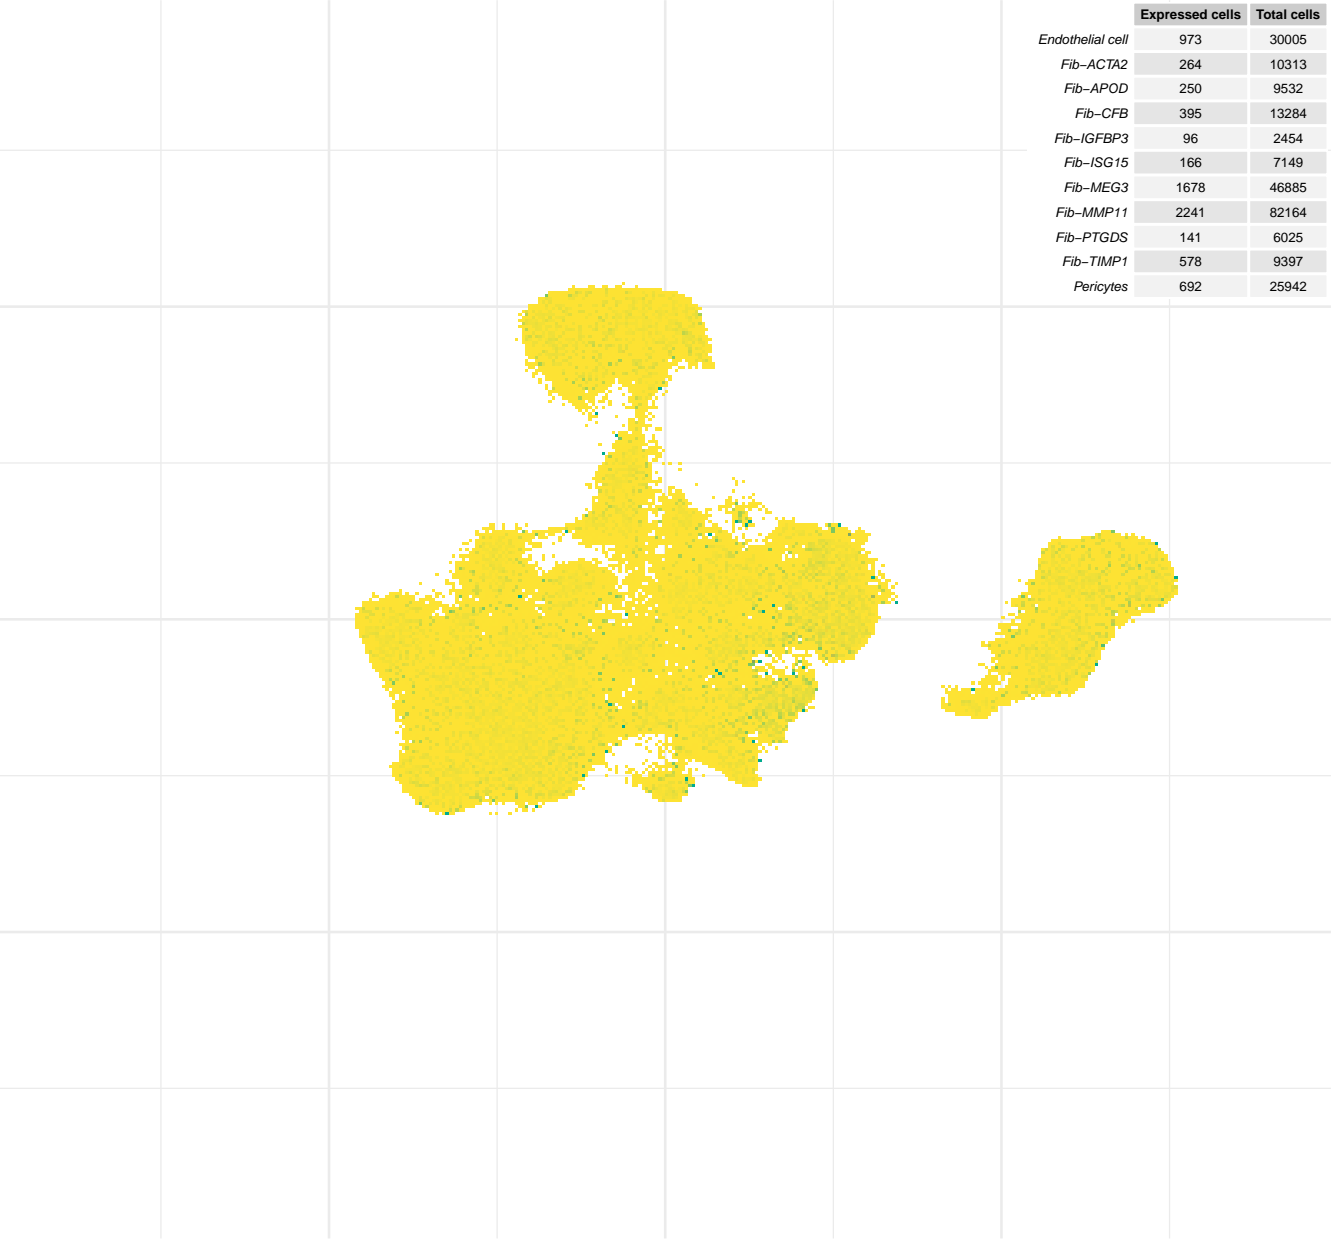 Expressed cells Total cells
Endothelial cell 973 30005
Fib−ACTA2 264 10313
Fib−APOD 250 9532
Fib−CFB 395 13284
Fib−IGFBP3 96 2454
Fib−ISG15 166 7149
Fib−MEG3 1678 46885
Fib−MMP11 2241 82164
Fib−PTGDS 141 6025
Fib−TIMP1 578 9397
Pericytes 692 25942